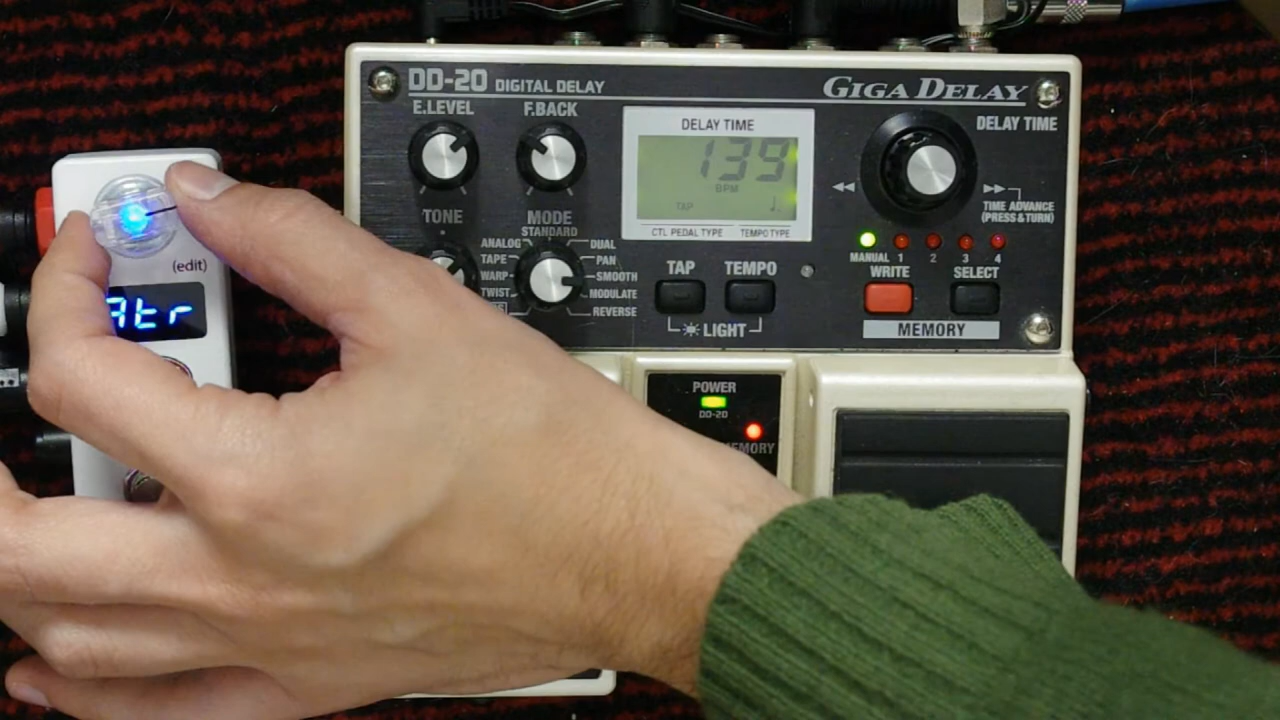 DD-20 DIGITAL DELAY
GIGA DELAY
E.LEVEL
F.BACK
DELAY TIME
139
BPM
TAP
CTL PEDAL TYPE
TEMPO TYPE
DELAY TIME
TIME ADVANCE
(PRESS&TURN)
TONE
MODE
STANDARD
ANALOG
TAPE
WARP
TWIST
DUAL
PAN
SMOOTH
MODULATE
REVERSE
TAP
TEMPO
LIGHT
MANUAL 1 2 3 4
WRITE
SELECT
MEMORY
POWER
DD-20
MEMORY
(edit)